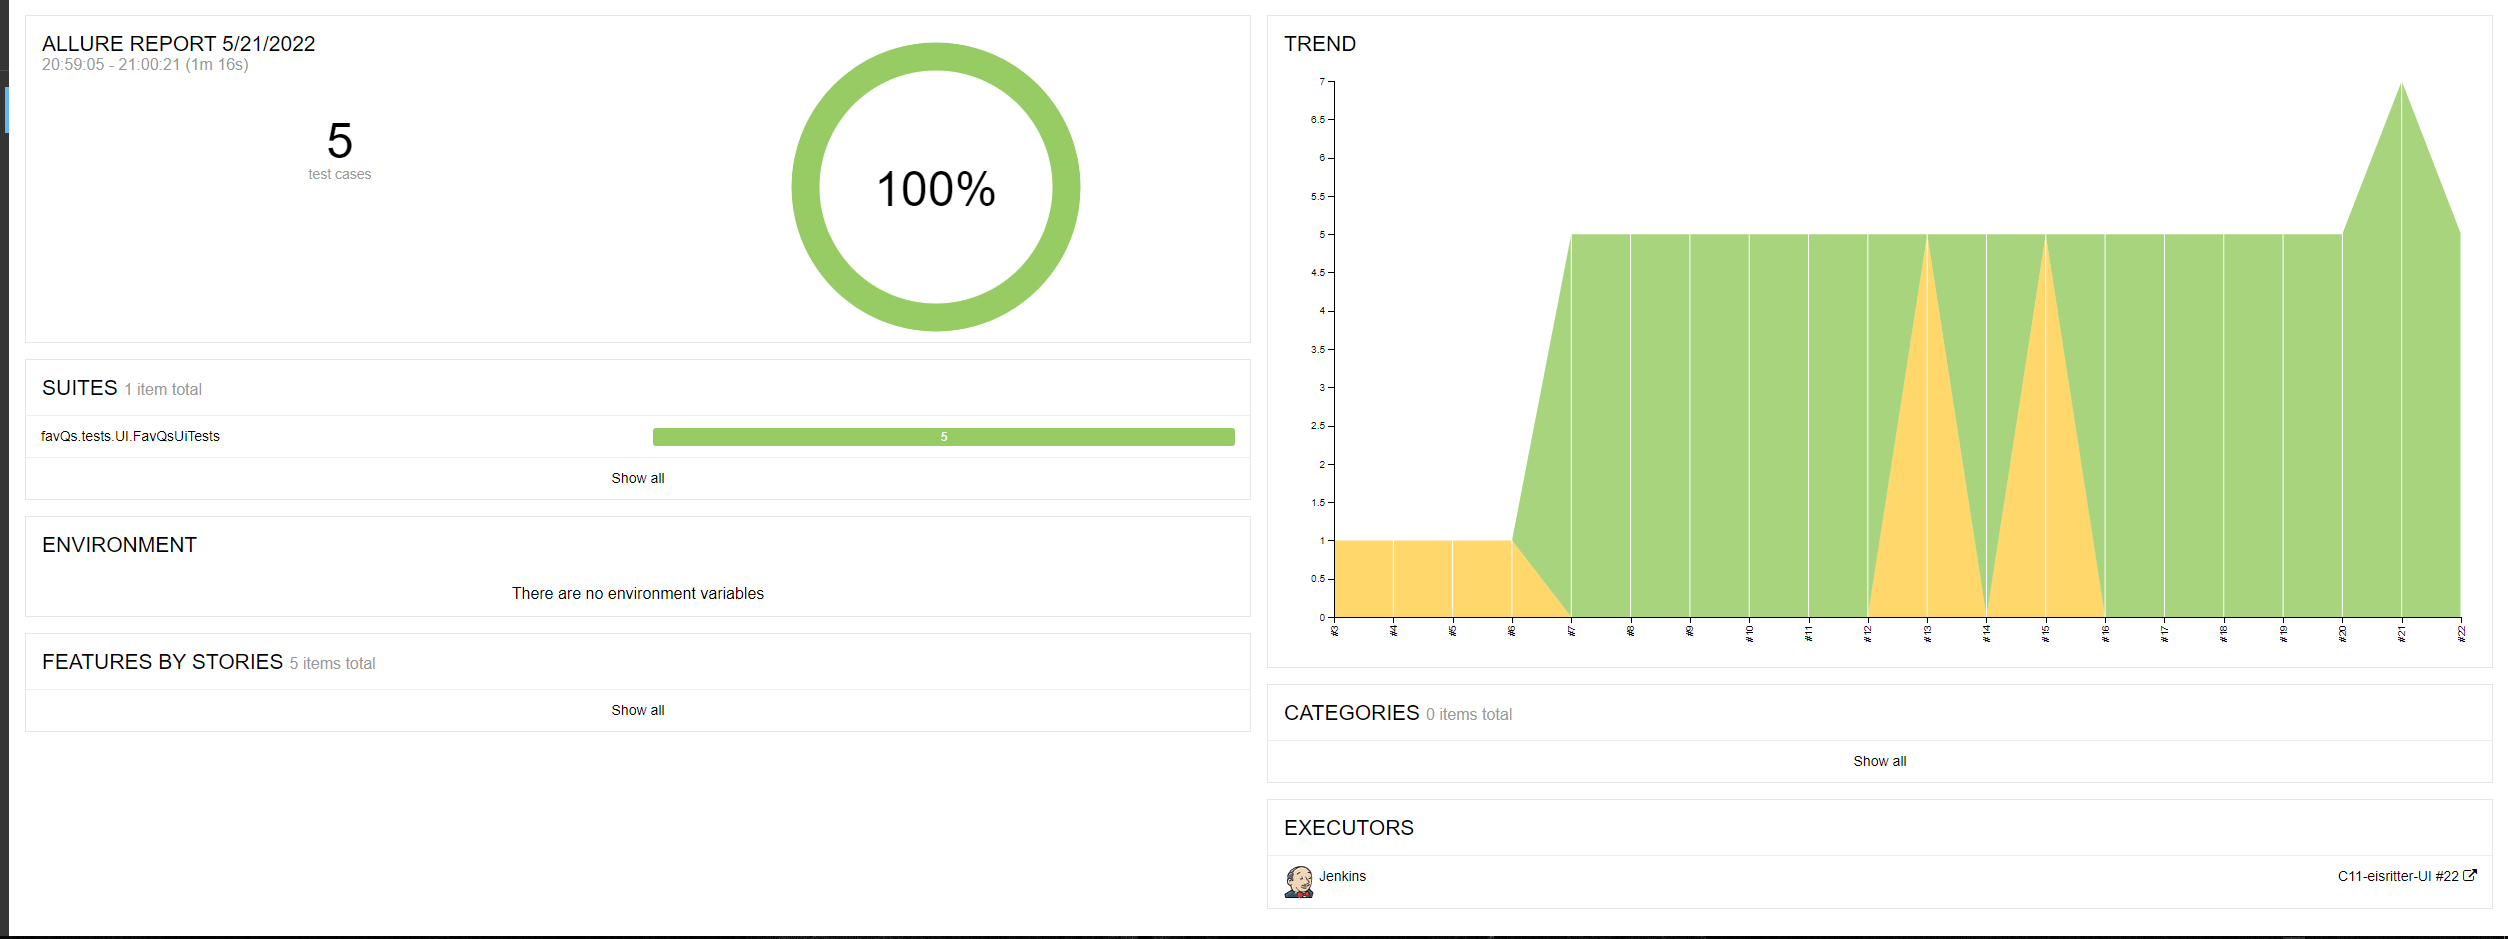 ALLURE REPORT 5/21/2022
20:59:05 - 21:00:21 (1m 16s)
5
test cases
100%
SUITES 1 item total
favQs.tests.UI.FavQsUiTests 5
Show all
ENVIRONMENT
There are no environment variables
FEATURES BY STORIES 5 items total
Show all
TREND
7
6.5
6
5.5
5
4.5
4
3.5
3
2.5
2
1.5
1
0.5
0
#3 #4 #5 #6 #7 #8 #9 #10 #11 #12 #13 #14 #15 #16 #17 #18 #19 #20 #21 #22
CATEGORIES 0 items total
Show all
EXECUTORS
Jenkins C11-eisritter-UI #22